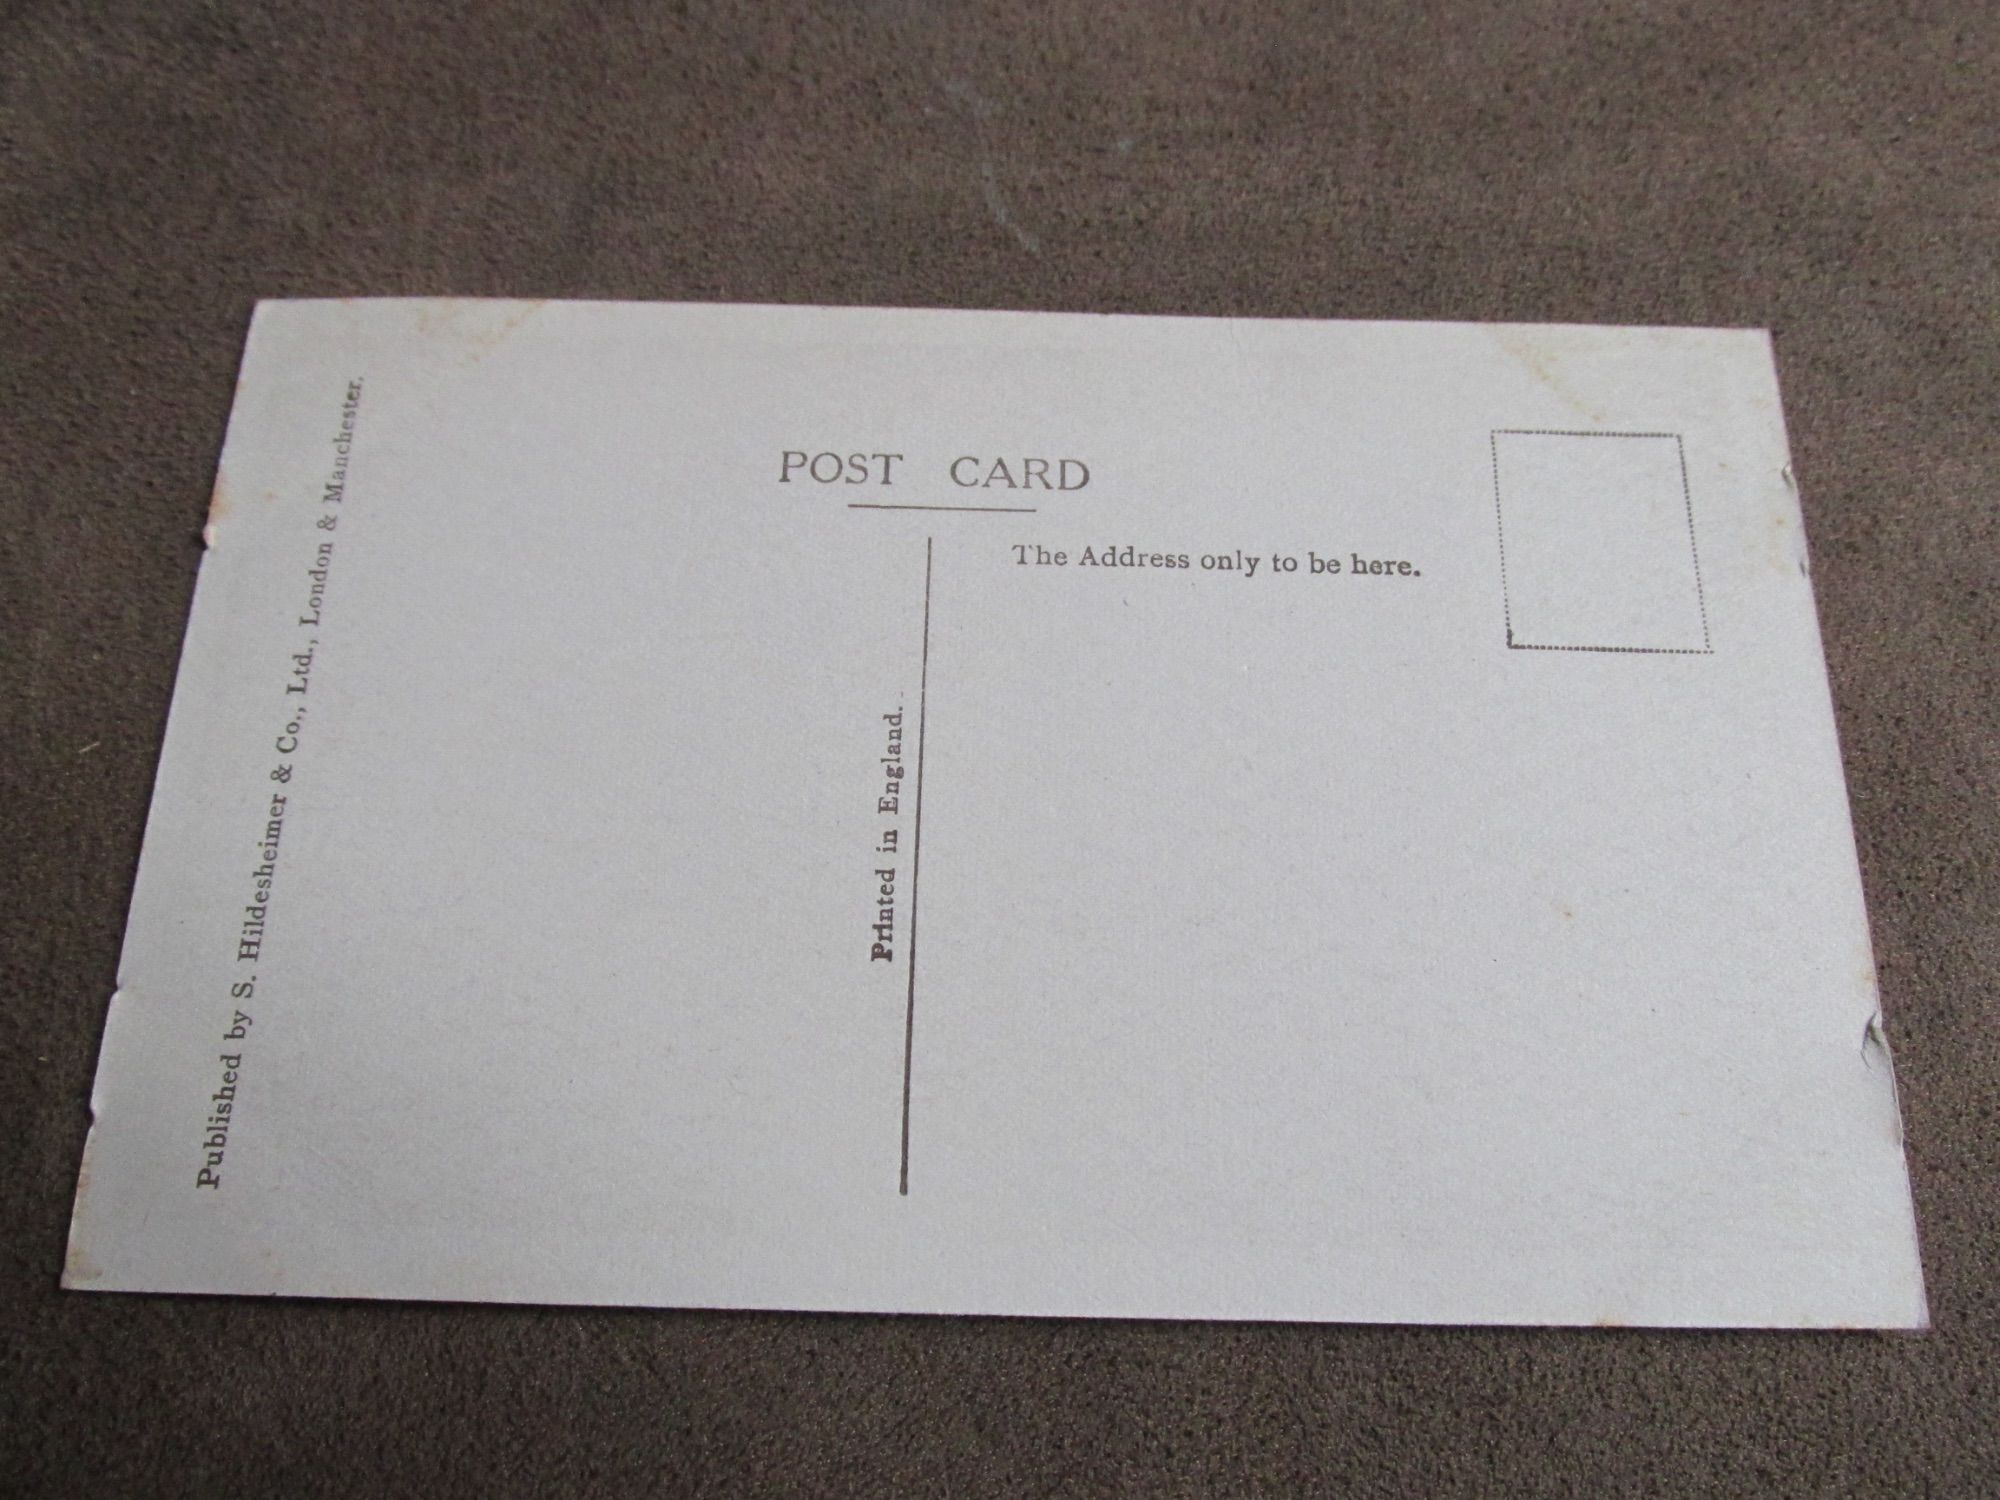 Published by S. Hildesheimer & Co., Ltd., London & Manchester.
POST CARD
Printed in England.
The Address only to be here.